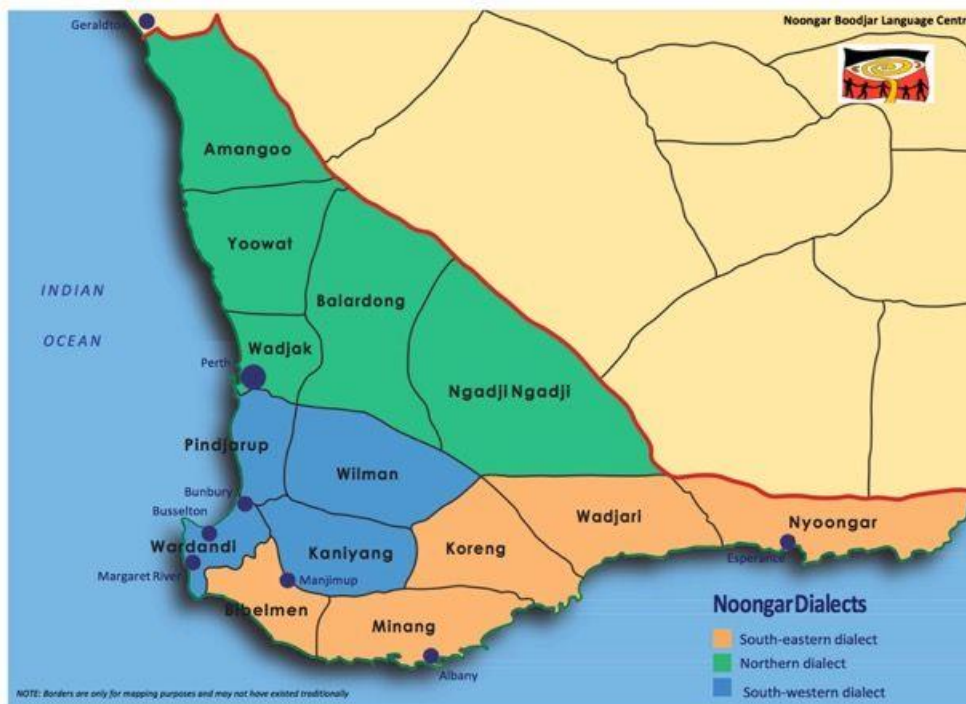 Noongar Boodjar Language Centr
Geraldton
Amangoo
Yoowat
Balardong
INDIAN
OCEAN
Wadjak
Perth
Ngadji Ngadji
Pindjarup
Wilman
Bunbury
Busselton
Wardandi
Kaniyang
Koreng
Wadjari
Nyoongar
Esperance
Margaret River
Manjimup
Bibelmen
Minang
Albany
Noongar Dialects
South-eastern dialect
Northern dialect
South-western dialect
NOTE: Borders are only for mapping purposes and may not have existed traditionally